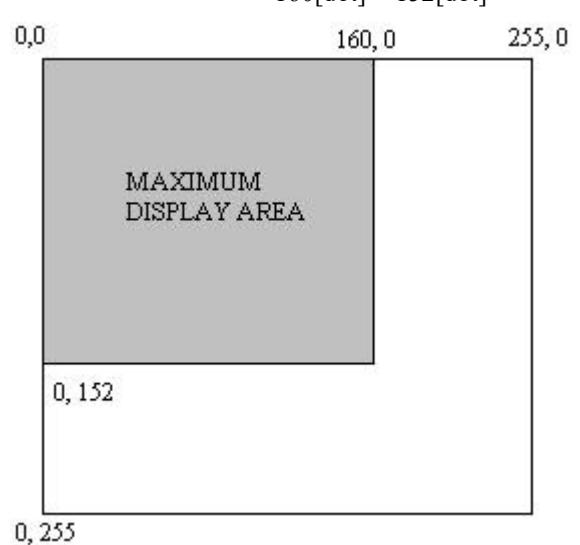 0,0
160, 0
255, 0
MAXIMUM
DISPLAY AREA
0, 152
0, 255